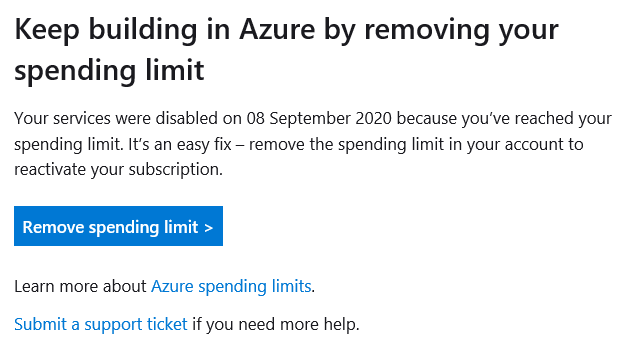 Keep building in Azure by removing your
spending limit
Your services were disabled on 08 September 2020 because you’ve reached your
spending limit. It’s an easy fix – remove the spending limit in your account to
reactivate your subscription.
Remove spending limit >
Learn more about Azure spending limits.
Submit a support ticket if you need more help.